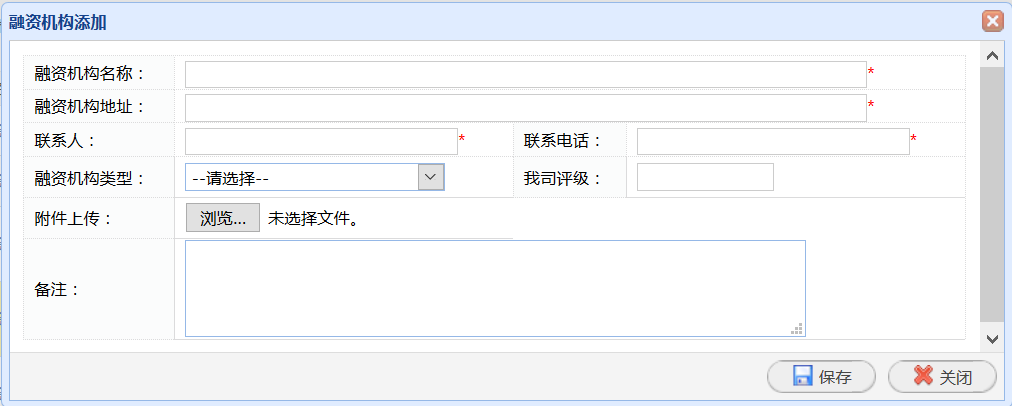 融资机构添加
融资机构名称： *
融资机构地址： *
联系人： * 联系电话： *
融资机构类型： --请选择-- 我司评级：
附件上传： 浏览... 未选择文件。
备注：
保存 关闭